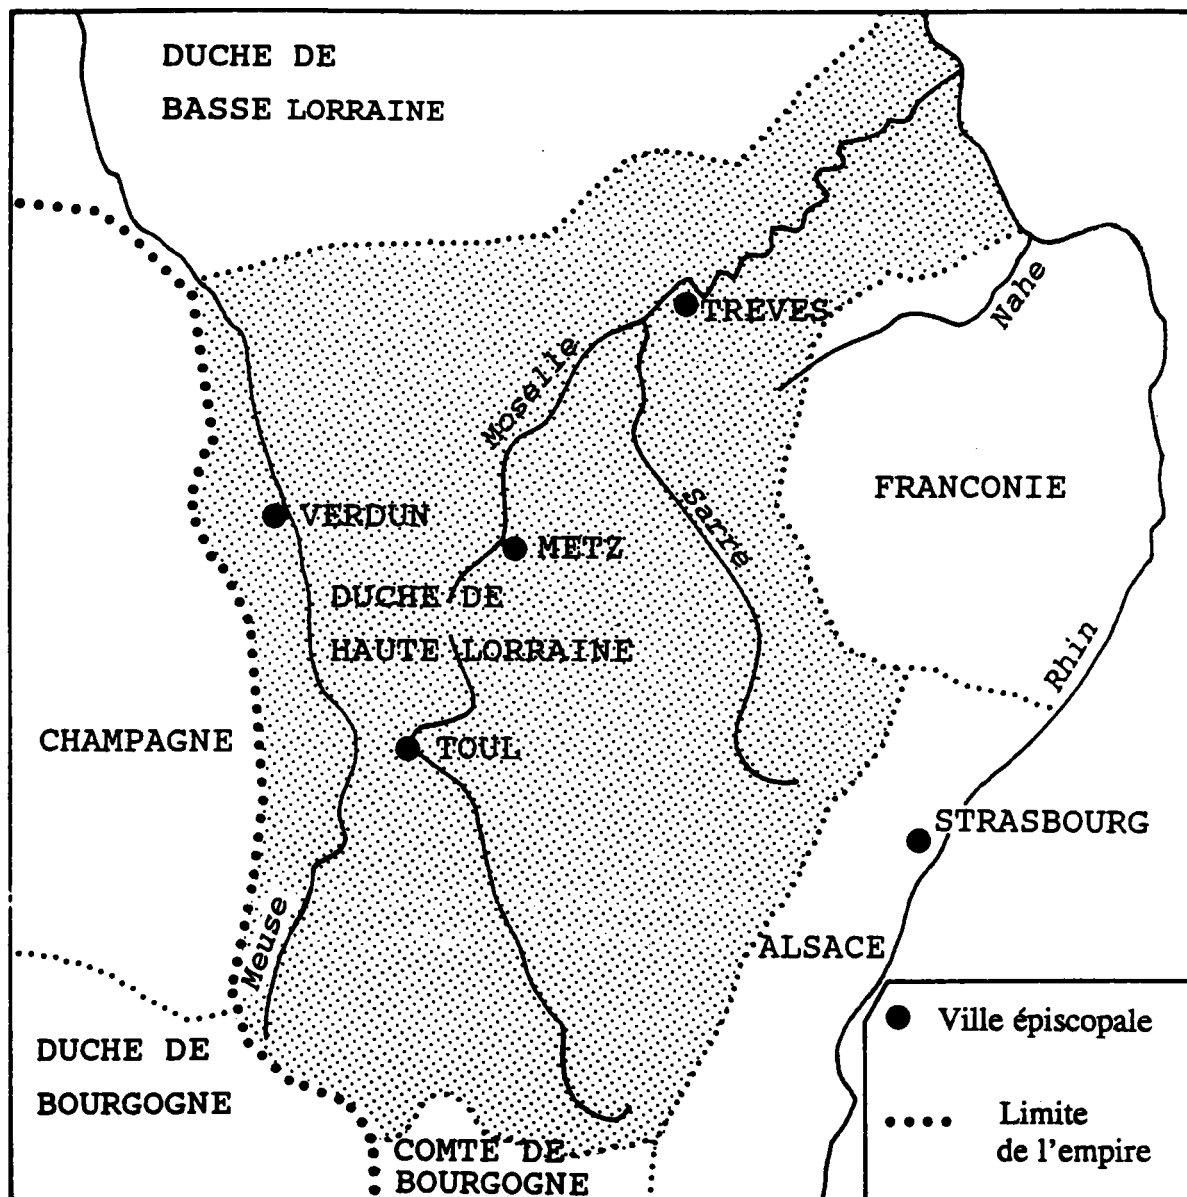 DUCHE DE
BASSE LORRAINE
TREVES
Nahe
Moselle
FRANCONIE
Sarre
VERDUN
METZ
DUCHE DE
HAUTE LORRAINE
Rhin
CHAMPAGNE
TOUL
STRASBOURG
Meuse
ALSACE
DUCHE DE
BOURGOGNE
COMTE DE
BOURGOGNE
Ville épiscopale
Limite
de l'empire